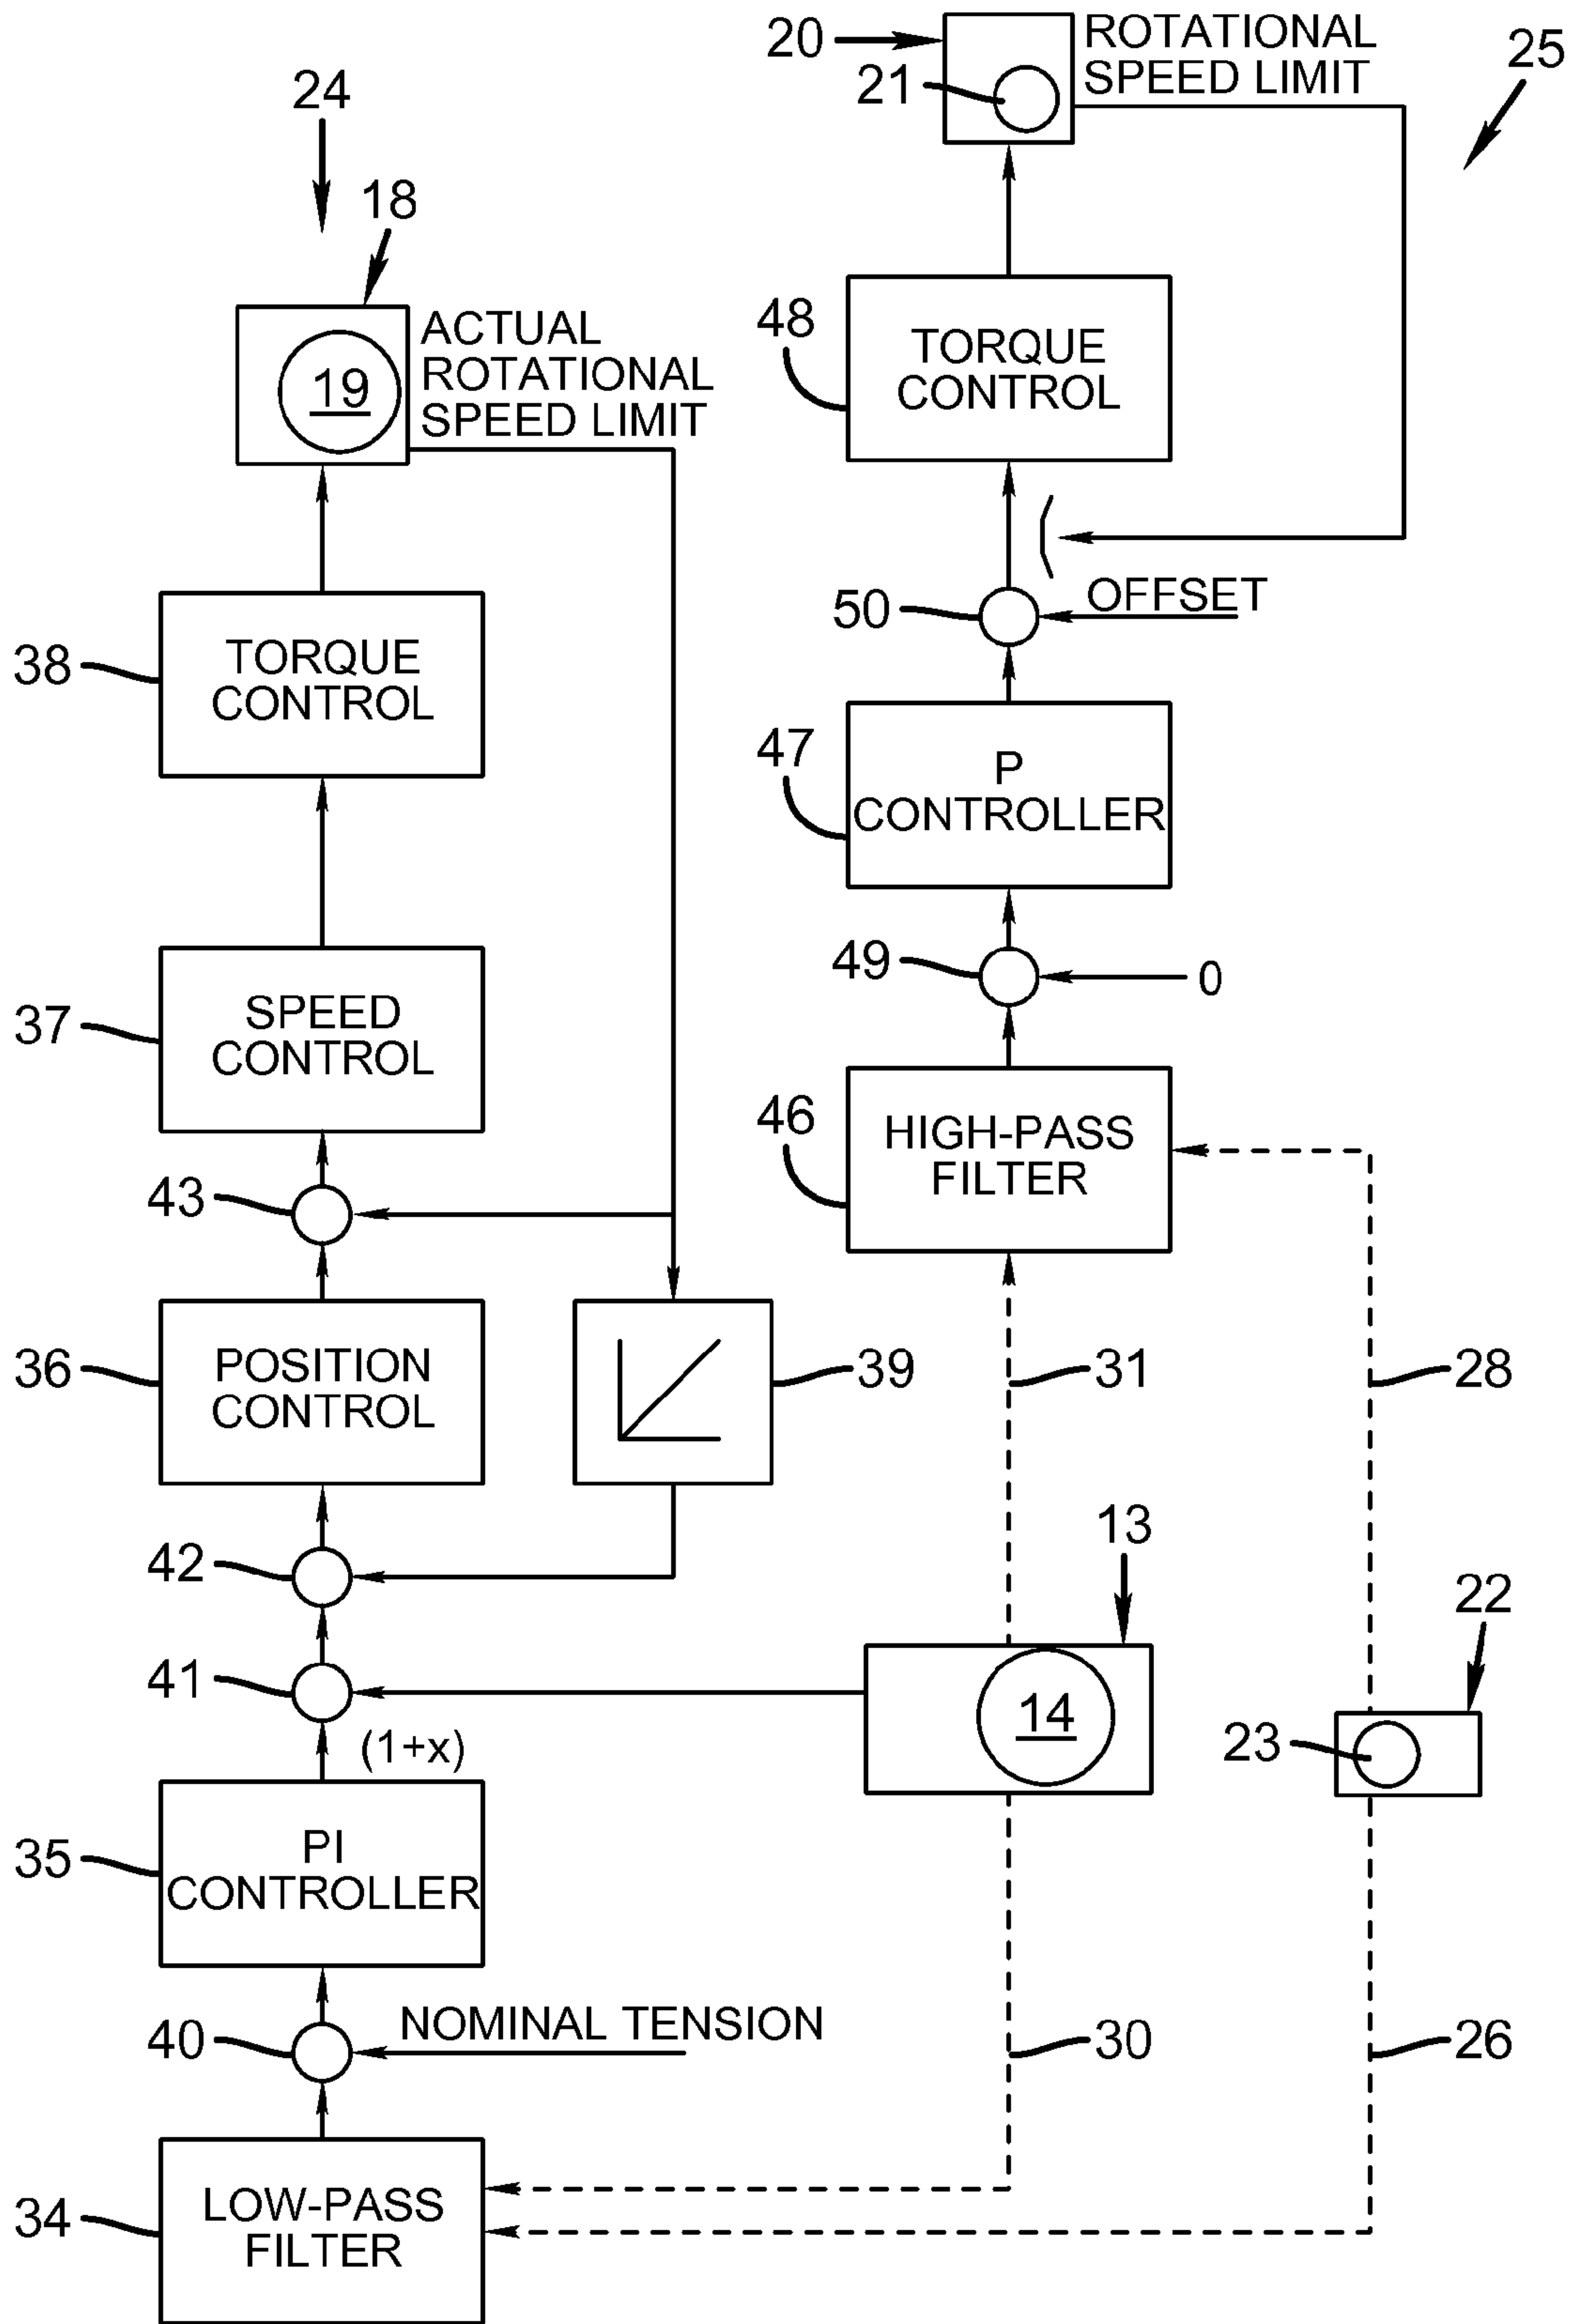 20
ROTATIONAL
SPEED LIMIT
25
21
24
18
19
ACTUAL
ROTATIONAL
SPEED LIMIT
48
TORQUE
CONTROL
50
OFFSET
38
TORQUE
CONTROL
47
P
CONTROLLER
49
0
37
SPEED
CONTROL
46
HIGH-PASS
FILTER
43
36
POSITION
CONTROL
39
31
28
13
42
22
41
14
23
(1+x)
35
PI
CONTROLLER
40
NOMINAL TENSION
30
26
34
LOW-PASS
FILTER